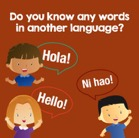 Do you know any words
in another language?
Hola!
Ni hao!
Hello!